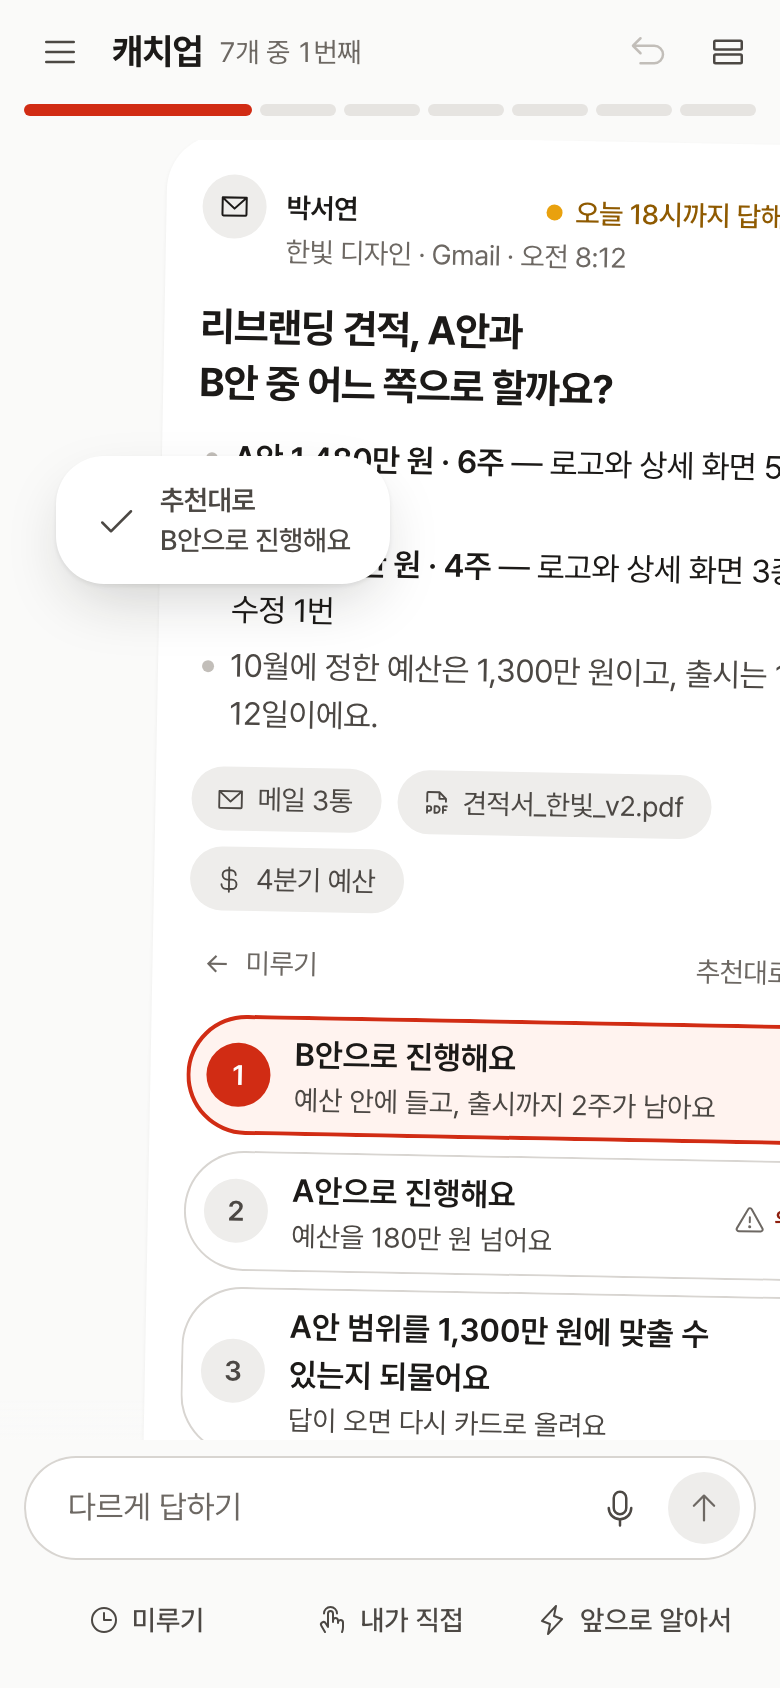 캐치업 7개 중 1번째
박서연
오늘 18시까지 답해
한빛 디자인 · Gmail · 오전 8:12
리브랜딩 견적, A안과
B안 중 어느 쪽으로 할까요?
만 원 · 6주 — 로고와 상세 화면
추천대로
B안으로 진행해요
원 · 4주 — 로고와 상세 화면
수정 1번
10월에 정한 예산은 1,300만 원이고, 출시는
12일이에요.
메일 3통
PDF 견적서_한빛_v2.pdf
4분기 예산
미루기
추천대로
1 B안으로 진행해요
예산 안에 들고, 출시까지 2주가 남아요
2 A안으로 진행해요
예산을 180만 원 넘어요
3 A안 범위를 1,300만 원에 맞출 수
있는지 되물어요
답이 오면 다시 카드로 올려요
다르게 답하기
미루기
내가 직접
앞으로 알아서